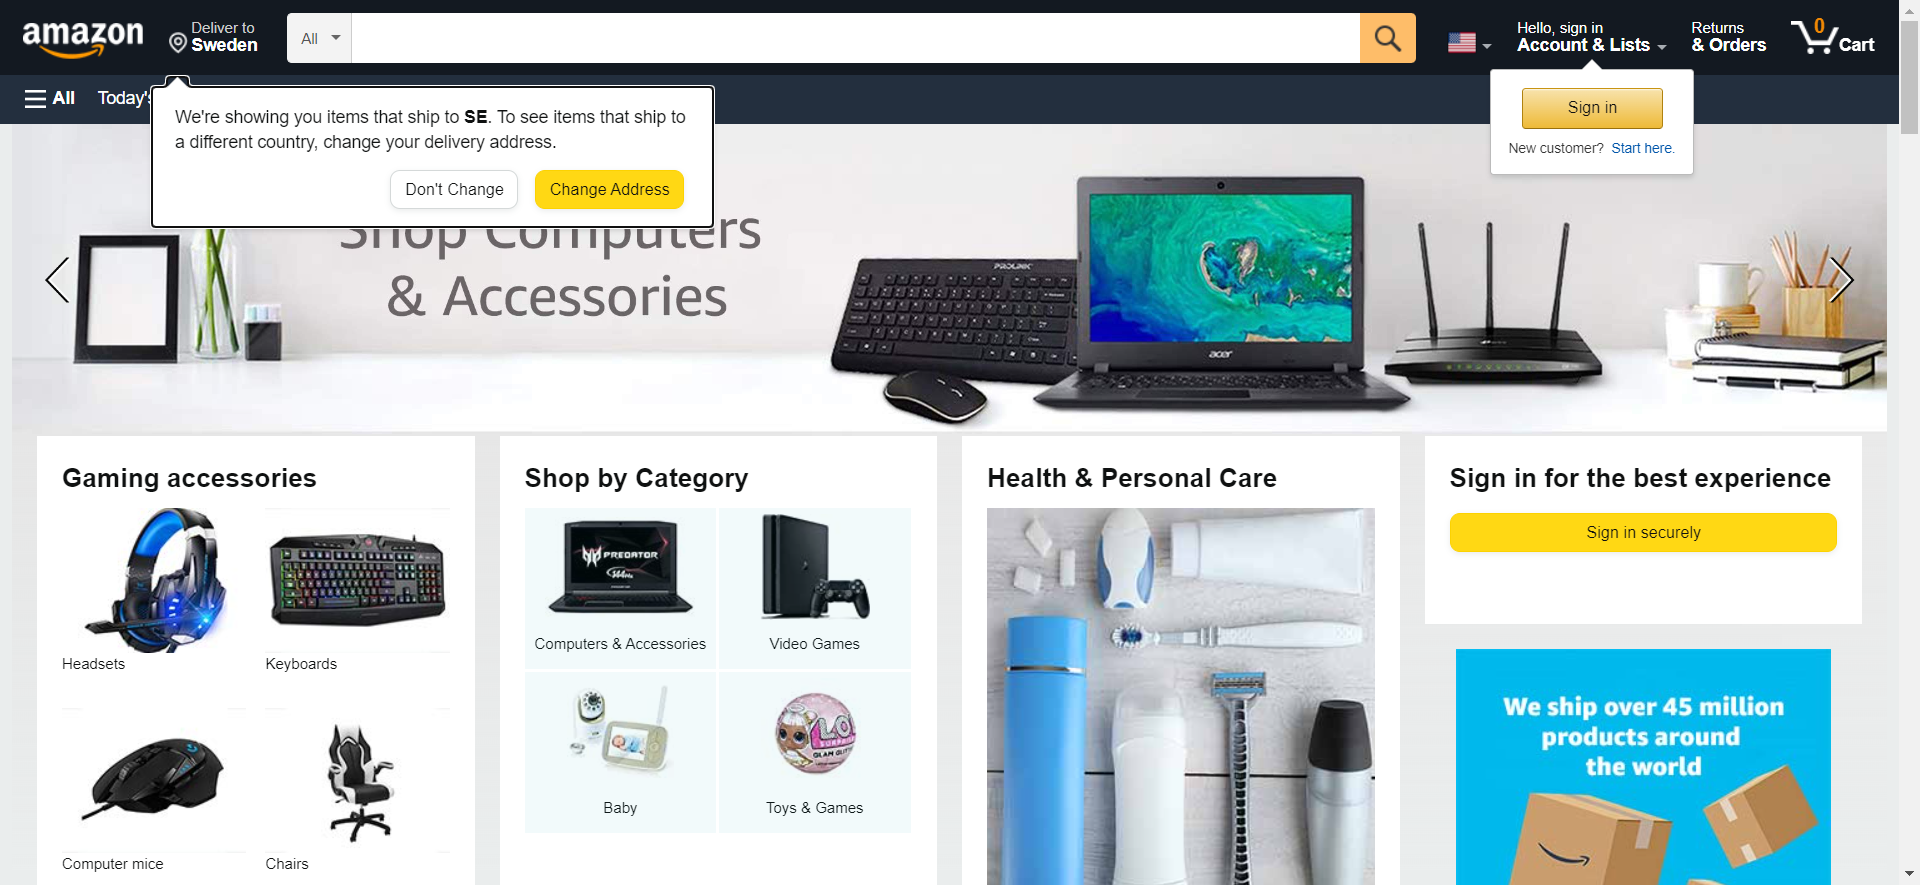 amazon
Deliver to
Sweden
All
Hello, sign in
Account & Lists
Returns
& Orders
0
Cart
All
Today's
We're showing you items that ship to SE. To see items that ship to
a different country, change your delivery address.
Don't Change
Change Address
Sign in
New customer? Start here.
Shop Computers
& Accessories
PROLINK
acer
Gaming accessories
Headsets
Keyboards
Computer mice
Chairs
Shop by Category
PREDATOR
144Hz
Computers & Accessories
Video Games
L.O.L.
SURPRISE
GLAM GLITTER
Baby
Toys & Games
Health & Personal Care
Sign in for the best experience
Sign in securely
We ship over 45 million
products around
the world